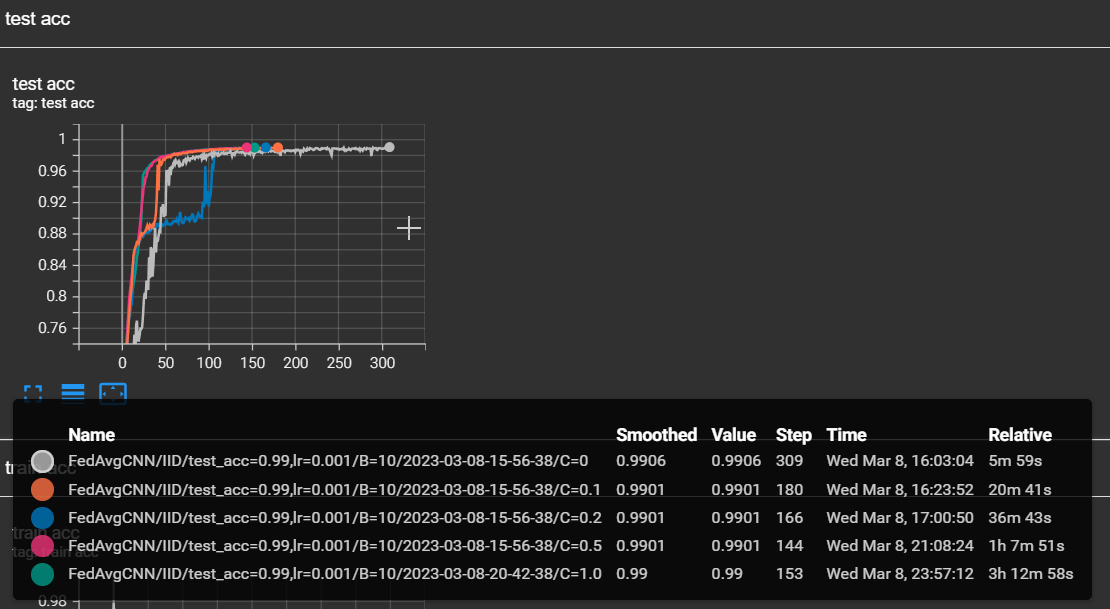 test acc
test acc
tag: test acc
1
0.96
0.92
0.88
0.84
0.8
0.76
0 50 100 150 200 250 300
Name Smoothed Value Step Time Relative
train acc
FedAvgCNN/IID/test_acc=0.99,lr=0.001/B=10/2023-03-08-15-56-38/C=0 0.9906 0.9906 309 Wed Mar 8, 16:03:04 5m 59s
FedAvgCNN/IID/test_acc=0.99,lr=0.001/B=10/2023-03-08-15-56-38/C=0.1 0.9901 0.9901 180 Wed Mar 8, 16:23:52 20m 41s
FedAvgCNN/IID/test_acc=0.99,lr=0.001/B=10/2023-03-08-15-56-38/C=0.2 0.9901 0.9901 166 Wed Mar 8, 17:00:50 36m 43s
train acc
FedAvgCNN/IID/test_acc=0.99,lr=0.001/B=10/2023-03-08-15-56-38/C=0.5 0.9901 0.9901 144 Wed Mar 8, 21:08:24 1h 7m 51s
tag: train acc
FedAvgCNN/IID/test_acc=0.99,lr=0.001/B=10/2023-03-08-20-42-38/C=1.0 0.99 0.99 153 Wed Mar 8, 23:57:12 3h 12m 58s
0.98